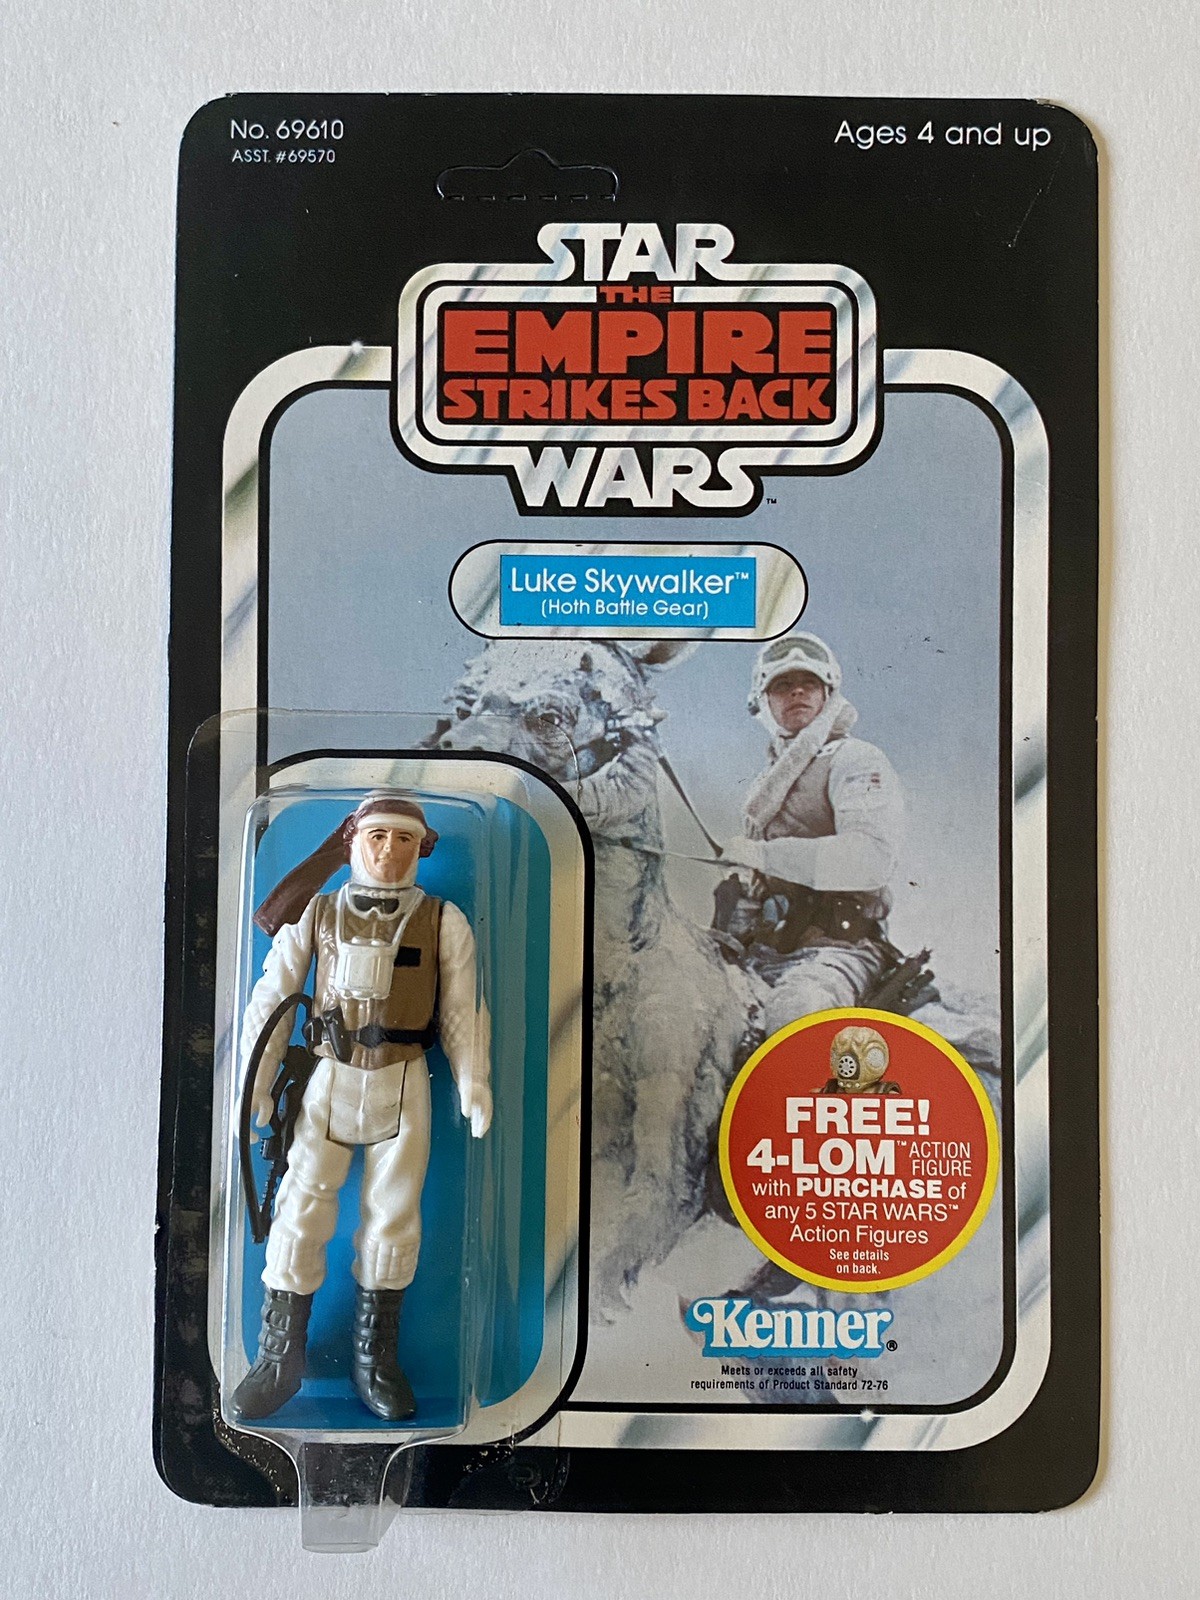 No. 69610
ASST. #69570
Ages 4 and up
STAR
THE
EMPIRE
STRIKES BACK
WARS™
Luke Skywalker™
(Hoth Battle Gear)
FREE!
4-LOM™ ACTION
FIGURE
with PURCHASE of
any 5 STAR WARS™
Action Figures
See details
on back.
Kenner®
Meets or exceeds all safety
requirements of Product Standard 72-76